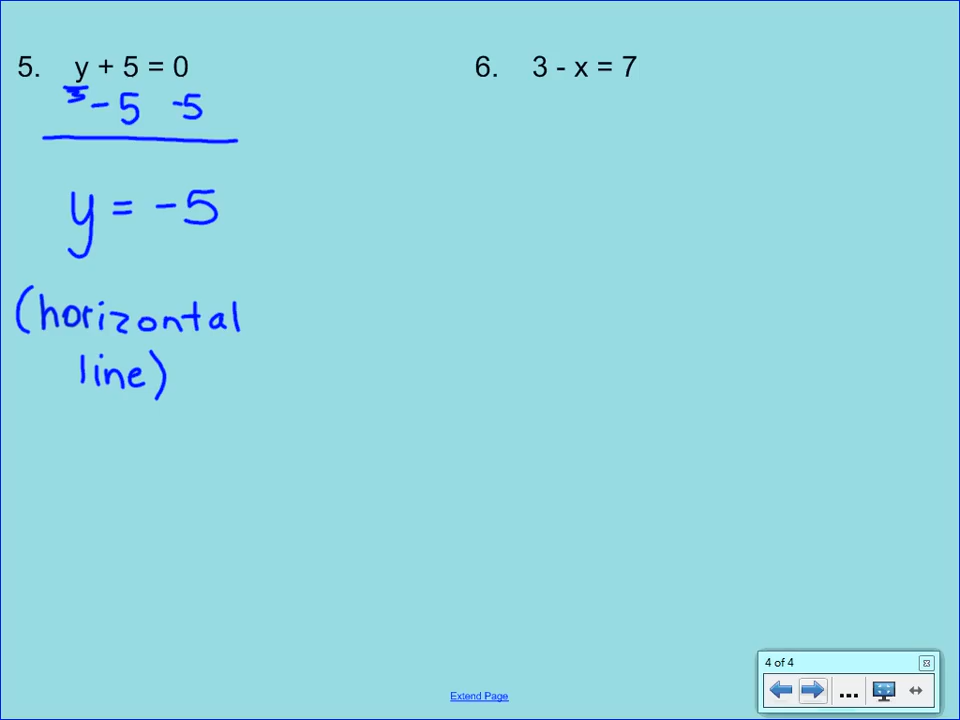 5. y + 5 = 0
6. 3 - x = 7
- 5 -5
y = -5
(horizontal
line)
4 of 4
Extend Page